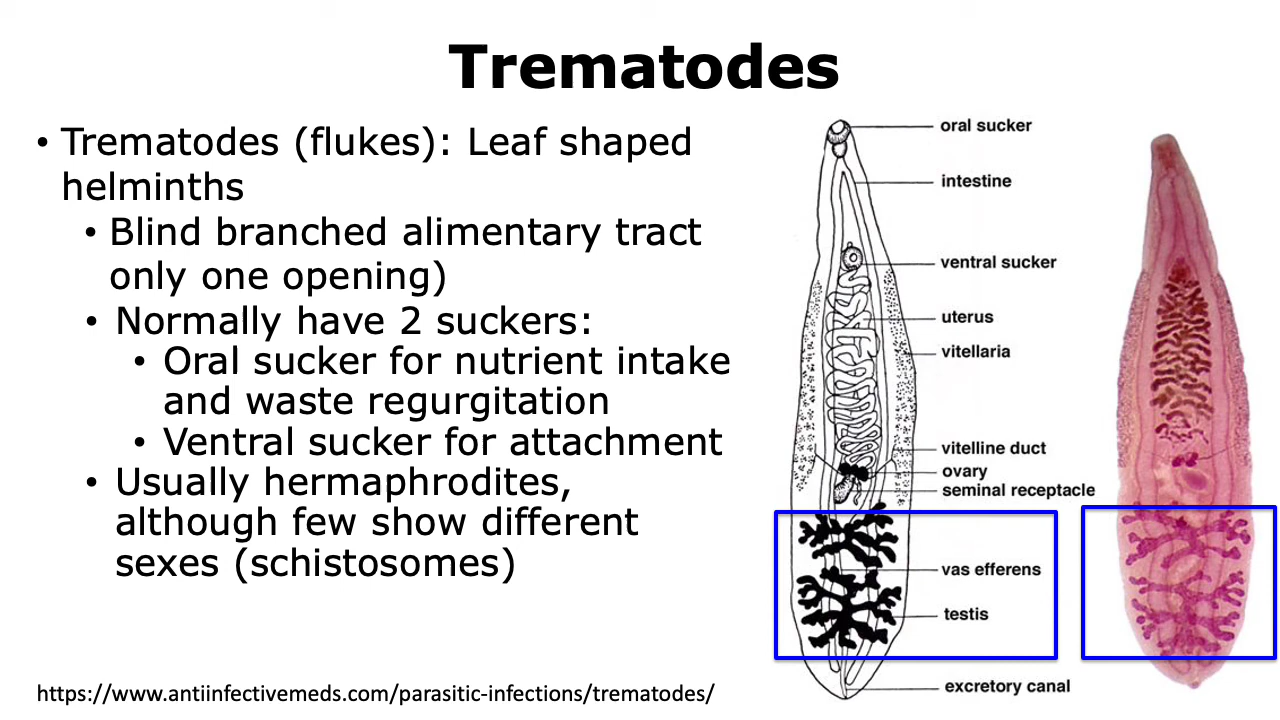 Trematodes
• Trematodes (flukes): Leaf shaped
helminths
• Blind branched alimentary tract
only one opening)
• Normally have 2 suckers:
• Oral sucker for nutrient intake
and waste regurgitation
• Ventral sucker for attachment
• Usually hermaphrodites,
although few show different
sexes (schistosomes)
https://www.antiinfectivemeds.com/parasitic-infections/trematodes/
oral sucker
intestine
ventral sucker
uterus
vitellaria
vitelline duct
ovary
seminal receptacle
vas efferens
testis
excretory canal